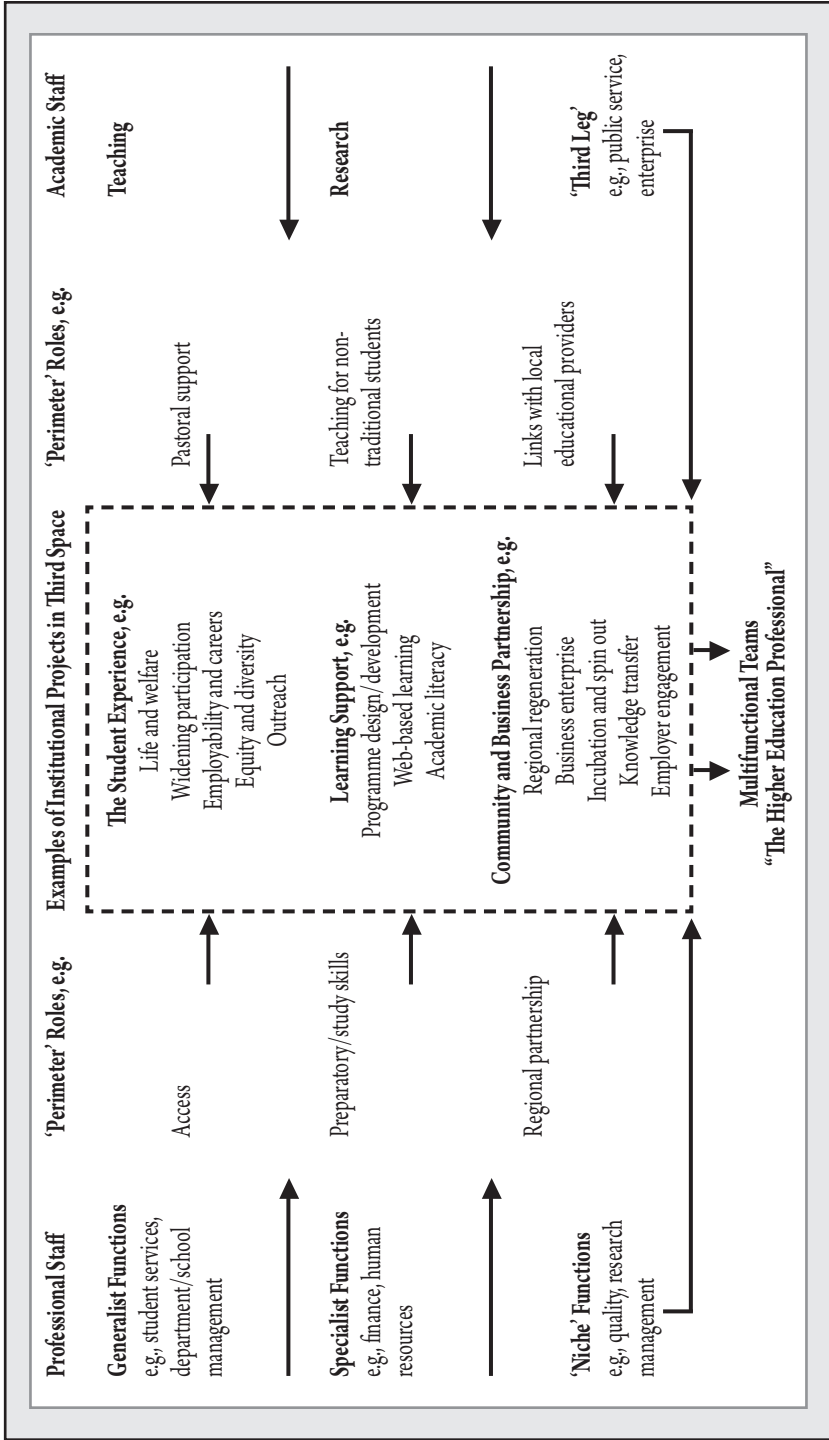 Professional Staff
Generalist Functions
e.g., student services,
department/school
management
Specialist Functions
e.g., finance, human
resources
‘Niche’ Functions
e.g., quality, research
management
‘Perimeter’ Roles, e.g.
Access
Preparatory/study skills
Regional partnership
Examples of Institutional Projects in Third Space
The Student Experience, e.g.
Life and welfare
Widening participation
Employability and careers
Equity and diversity
Outreach
Learning Support, e.g.
Programme design/development
Web-based learning
Academic literacy
Community and Business Partnership, e.g.
Regional regeneration
Business enterprise
Incubation and spin out
Knowledge transfer
Employer engagement
Multifunctional Teams
“The Higher Education Professional”
‘Perimeter’ Roles, e.g.
Pastoral support
Teaching for non-
traditional students
Links with local
educational providers
Academic Staff
Teaching
Research
‘Third Leg’
e.g., public service,
enterprise